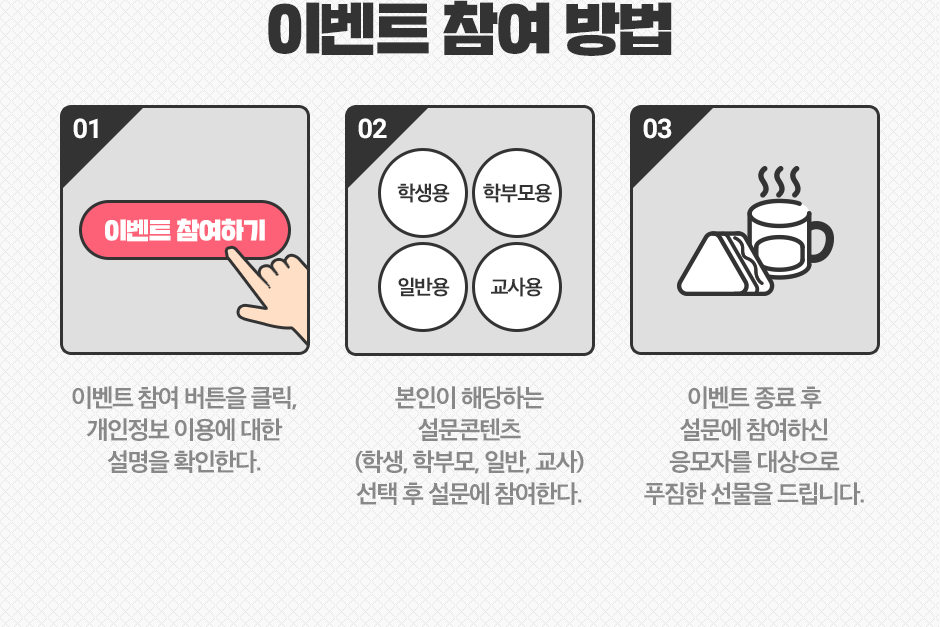 이벤트 참여 방법
01
이벤트 참여하기
이벤트 참여 버튼을 클릭,
개인정보 이용에 대한
설명을 확인한다.
02
학생용
학부모용
일반용
교사용
본인이 해당하는
설문콘텐츠
(학생, 학부모, 일반, 교사)
선택 후 설문에 참여한다.
03
이벤트 종료 후
설문에 참여하신
응모자를 대상으로
푸짐한 선물을 드립니다.